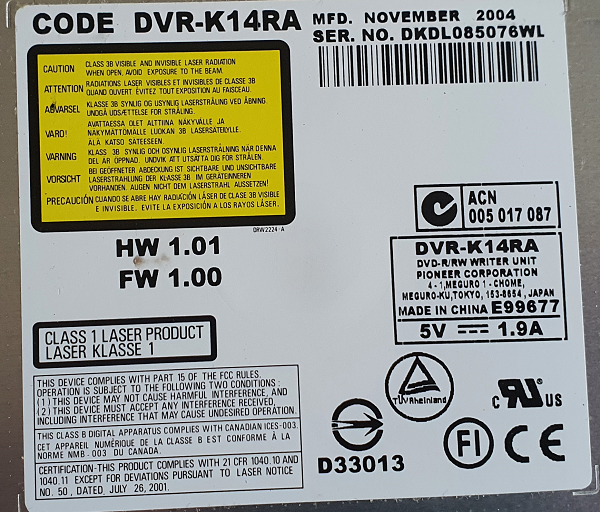 CODE DVR-K14RA MFD. NOVEMBER 2004
SER. NO. DKDL085076WL
CAUTION CLASS 3B VISIBLE AND INVISIBLE LASER RADIATION
WHEN OPEN, AVOID EXPOSURE TO THE BEAM.
ATTENTION RADIATIONS LASER VISIBLES ET INVISIBLES DE CLASSE 3B
QUAND OUVERT ÉVITEZ TOUT EXPOSITION AU FAISCEAU.
ADVARSEL KLASSE 3B SYNLIG OG USYNLIG LASERSTRÅLING VED ÅBNING.
UNDGÅ UDSÆTTELSE FOR STRÅLING.
VARO! AVATTAESSA OLET ALTTIINA NÄKYVÄLLE JA
NÄKYMÄTTÖMÄLLE LUOKAN 3B LASERSÄTEILYLLE.
ÄLÄ KATSO SÄTEESEEN.
VARNING KLASS 3B SYNLIG OCH OSYNLIG LASERSTRÅLNING NÄR DENNA
DEL ÄR ÖPPNAD. UNDVIK ATT UTSÄTTA DIG FÖR STRÅLEN.
VORSICHT BEI GEÖFFNETER ABDECKUNG IST SICHTBARE UND UNSICHTBARE
LASERSTRAHLUNG DER KLASSE 3B IM GERÄTEINNEREN
VORHANDEN. AUGEN NICHT DEM LASERSTRAHL AUSSETZEN!
PRECAUCIÓN CUANDO SE ABRE HAY RADIACIÓN LÁSER DE CLASE 3B VISIBLE
E INVISIBLE. EVITE LA EXPOSICIÓN A LOS RAYOS LÁSER.
DRW2224-A
HW 1.01
FW 1.00
ACN
005 017 087
DVR-K14RA
DVD-R/RW WRITER UNIT
PIONEER CORPORATION
4-1,MEGURO 1-CHOME,
MEGURO-KU,TOKYO, 153-8654, JAPAN
MADE IN CHINA E99677
5V 1.9A
CLASS 1 LASER PRODUCT
LASER KLASSE 1
THIS DEVICE COMPLIES WITH PART 15 OF THE FCC RULES.
OPERATION IS SUBJECT TO THE FOLLOWING TWO CONDITIONS:
(1) THIS DEVICE MAY NOT CAUSE HARMFUL INTERFERENCE, AND
(2) THIS DEVICE MUST ACCEPT ANY INTERFERENCE RECEIVED,
INCLUDING INTERFERENCE THAT MAY CAUSE UNDESIRED OPERATION.
THIS CLASS B DIGITAL APPARATUS COMPLIES WITH CANADIAN ICES-003.
CET APPAREIL NUMÉRIQUE DE LA CLASSE B EST CONFORME À LA
NORME NMB-003 DU CANADA.
CERTIFICATION-THIS PRODUCT COMPLIES WITH 21 CFR 1040.10 AND
1040.11 EXCEPT FOR DEVIATIONS PURSUANT TO LASER NOTICE
NO. 50, DATED, JULY 26, 2001.
TÜVRheinland
c RU US
D33013
FI CE